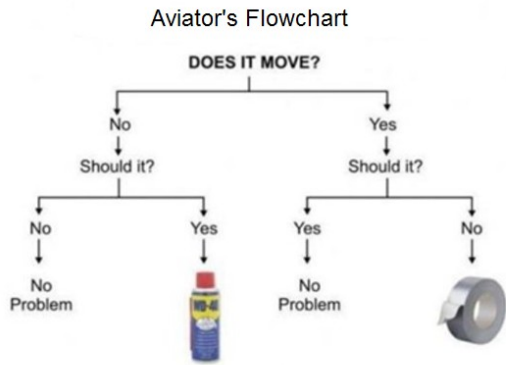 Aviator's Flowchart
DOES IT MOVE?
No Yes
Should it? Should it?
No Yes Yes No
No
Problem
No
Problem
WD-40